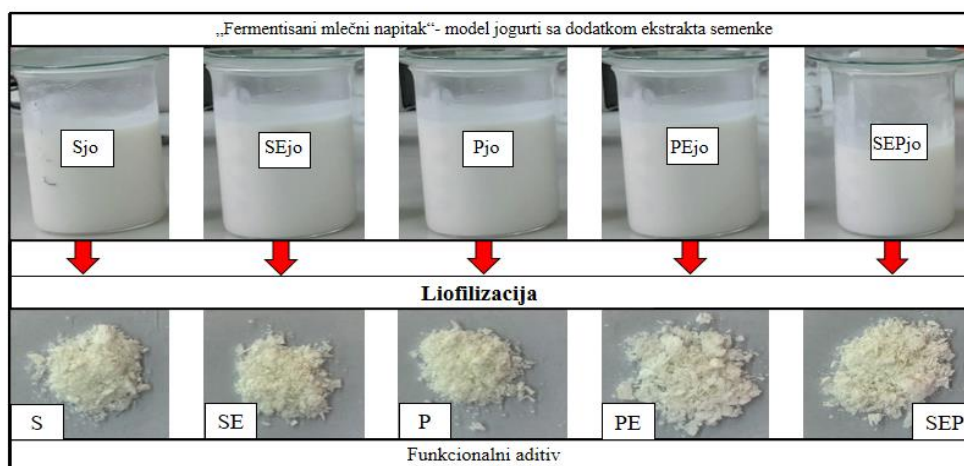 „Fermentisani mlečni napitak“- model jogurti sa dodatkom ekstrakta semenke
Sjo
SEjo
Pjo
PEjo
SEPjo
Liofilizacija
S
SE
P
PE
SEP
Funkcionalni aditiv